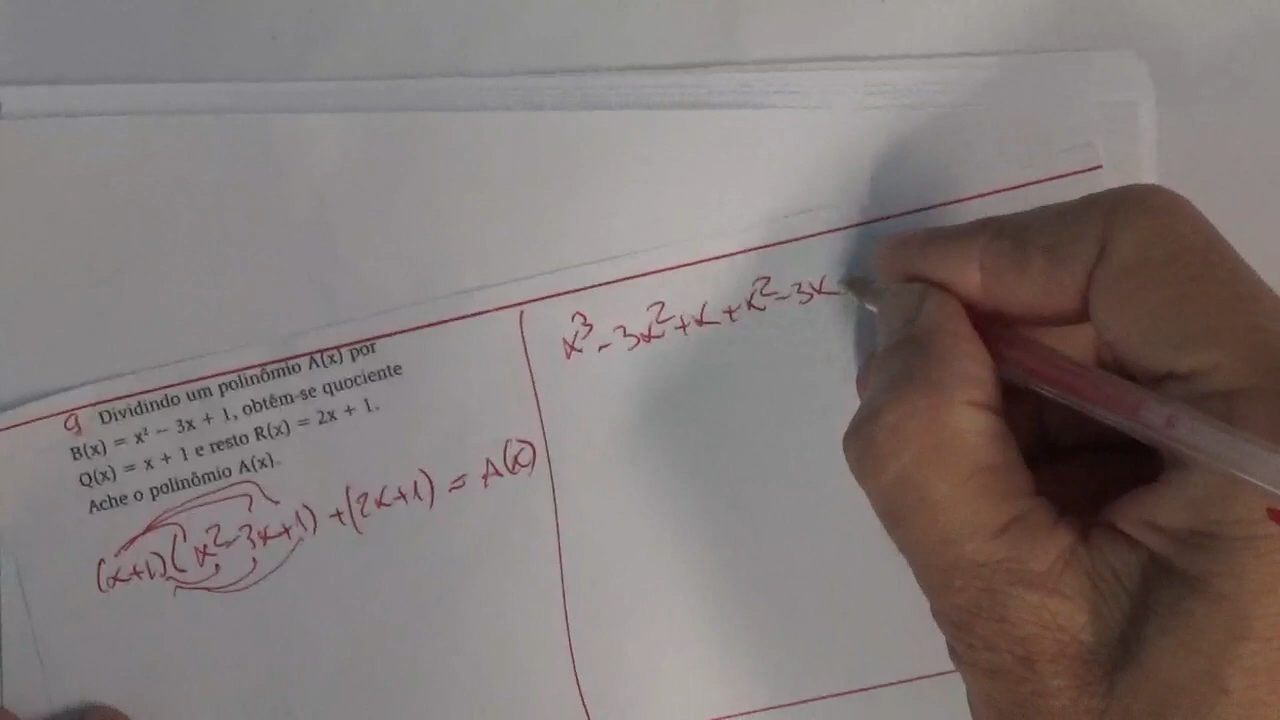 9 Dividindo um polinômio A(x) por
B(x) = x² − 3x + 1, obtêm-se quociente
Q(x) = x + 1 e resto R(x) = 2x + 1.
Ache o polinômio A(x).
(x+1)(x²-3x+1)+(2x+1) = A(x)
x³-3x²+x+x²-3x